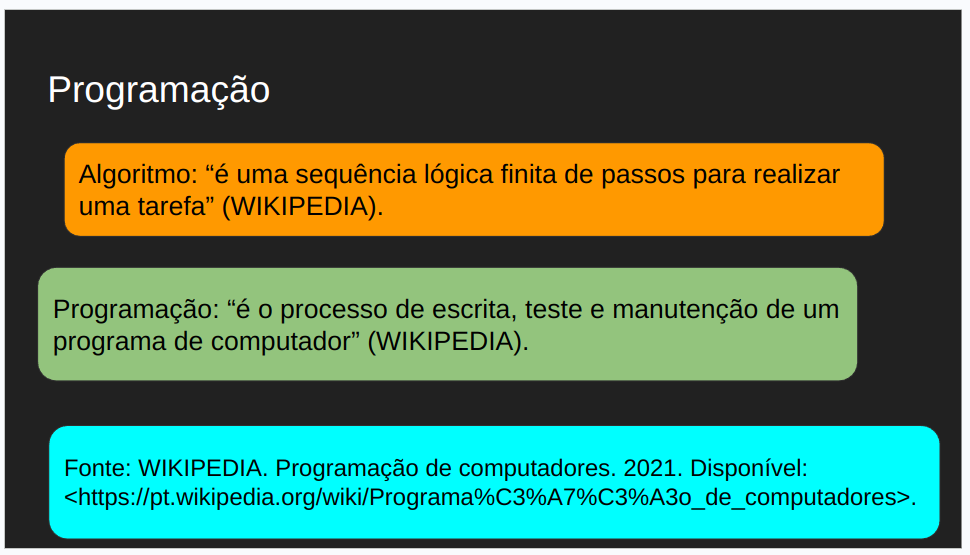 Programação
Algoritmo: “é uma sequência lógica finita de passos para realizar
uma tarefa” (WIKIPEDIA).
Programação: “é o processo de escrita, teste e manutenção de um
programa de computador” (WIKIPEDIA).
Fonte: WIKIPEDIA. Programação de computadores. 2021. Disponível:
<https://pt.wikipedia.org/wiki/Programa%C3%A7%C3%A3o_de_computadores>.